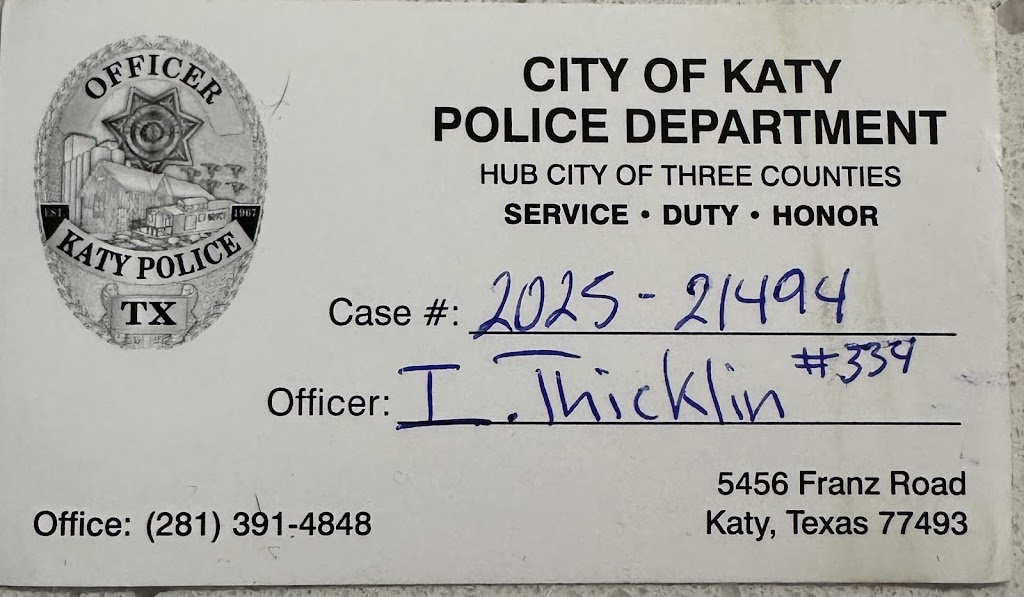 OFFICER
EST. 1907
KATY POLICE
TX
CITY OF KATY
POLICE DEPARTMENT
HUB CITY OF THREE COUNTIES
SERVICE • DUTY • HONOR
Case #: 2025-21494
Officer: I. Thicklin #334
Office: (281) 391-4848
5456 Franz Road
Katy, Texas 77493